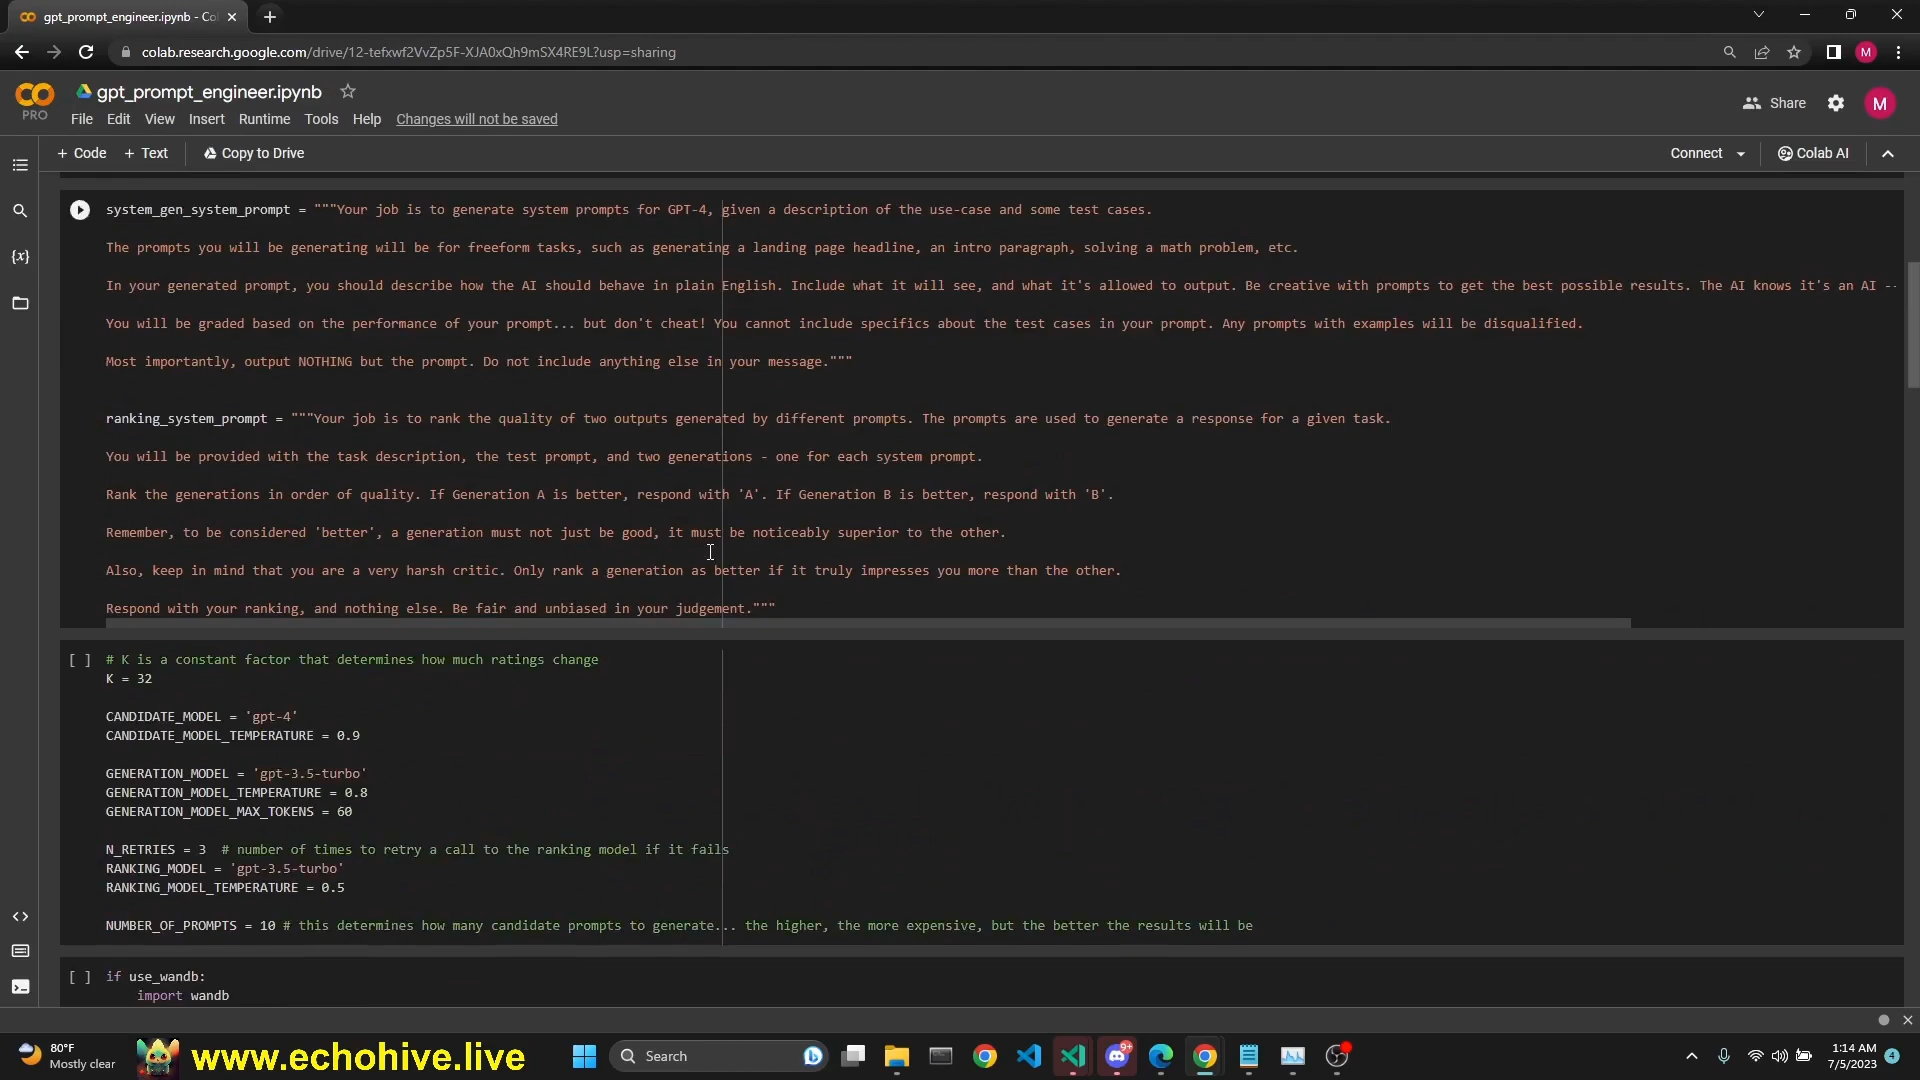 gpt_prompt_engineer.ipynb - Co
colab.research.google.com/drive/12-tefxwf2VvZp5F-XJA0xQh9mSX4RE9L?usp=sharing
M
PRO
gpt_prompt_engineer.ipynb
Share
M
File Edit View Insert Runtime Tools Help Changes will not be saved
+ Code + Text Copy to Drive Connect Colab AI
system_gen_system_prompt = """Your job is to generate system prompts for GPT-4, given a description of the use-case and some test cases.
The prompts you will be generating will be for freeform tasks, such as generating a landing page headline, an intro paragraph, solving a math problem, etc.
In your generated prompt, you should describe how the AI should behave in plain English. Include what it will see, and what it's allowed to output. Be creative with prompts to get the best possible results. The AI knows it's an AI --
You will be graded based on the performance of your prompt... but don't cheat! You cannot include specifics about the test cases in your prompt. Any prompts with examples will be disqualified.
Most importantly, output NOTHING but the prompt. Do not include anything else in your message."""
ranking_system_prompt = """Your job is to rank the quality of two outputs generated by different prompts. The prompts are used to generate a response for a given task.
You will be provided with the task description, the test prompt, and two generations - one for each system prompt.
Rank the generations in order of quality. If Generation A is better, respond with 'A'. If Generation B is better, respond with 'B'.
Remember, to be considered 'better', a generation must not just be good, it must be noticeably superior to the other.
Also, keep in mind that you are a very harsh critic. Only rank a generation as better if it truly impresses you more than the other.
Respond with your ranking, and nothing else. Be fair and unbiased in your judgement."""
[ ] # K is a constant factor that determines how much ratings change
K = 32
CANDIDATE_MODEL = 'gpt-4'
CANDIDATE_MODEL_TEMPERATURE = 0.9
GENERATION_MODEL = 'gpt-3.5-turbo'
GENERATION_MODEL_TEMPERATURE = 0.8
GENERATION_MODEL_MAX_TOKENS = 60
N_RETRIES = 3 # number of times to retry a call to the ranking model if it fails
RANKING_MODEL = 'gpt-3.5-turbo'
RANKING_MODEL_TEMPERATURE = 0.5
NUMBER_OF_PROMPTS = 10 # this determines how many candidate prompts to generate... the higher, the more expensive, but the better the results will be
[ ] if use_wandb:
import wandb
80°F
Mostly clear
www.echohive.live
Search
9+
1:14 AM
7/5/2023
4